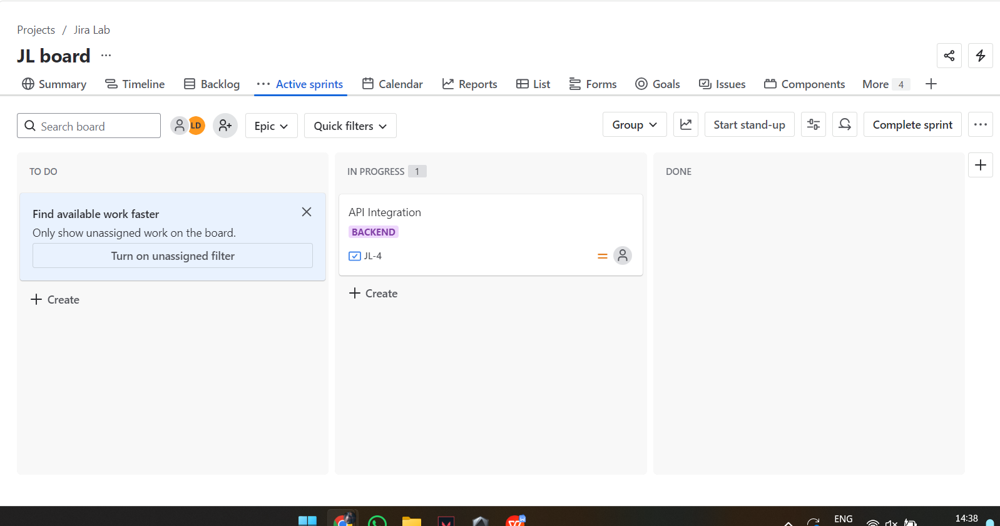 Projects / Jira Lab
JL board ...
Summary Timeline Backlog ... Active sprints Calendar Reports List Forms Goals Issues Components More 4
Search board LD Epic Quick filters Group Start stand-up Complete sprint
TO DO
Find available work faster
Only show unassigned work on the board.
Turn on unassigned filter
Create
IN PROGRESS 1
API Integration
BACKEND
JL-4
Create
DONE
ENG
14:38